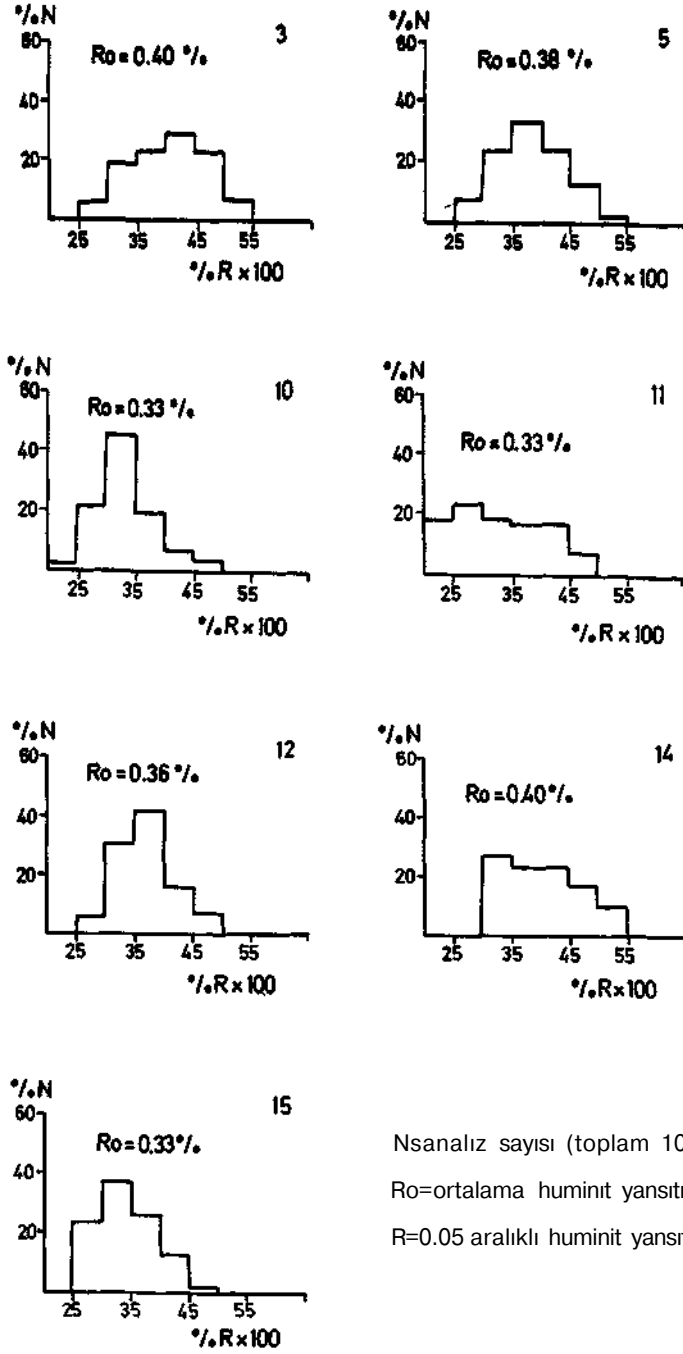 %N 3
60
Ro=0.40 %
40
20
25 35 45 55
%R×100
%N 5
60
Ro=0.38 %
40
20
25 35 45 55
%R×100
%N 10
60
Ro=0.33 %
40
20
25 35 45 55
%R×100
%N 11
60
Ro=0.33 %
40
20
25 35 45 55
%R×100
%N 12
60
Ro=0.36 %
40
20
25 35 45 55
%R×100
%N 14
60
Ro=0.40 %
40
20
25 35 45 55
%R×100
%N 15
60
Ro=0.33 %
40
20
25 35 45 55
%R×100
Nsanalız sayısı (toplam 10
Ro=ortalama huminıt
R=0.05 aralıklı huminit